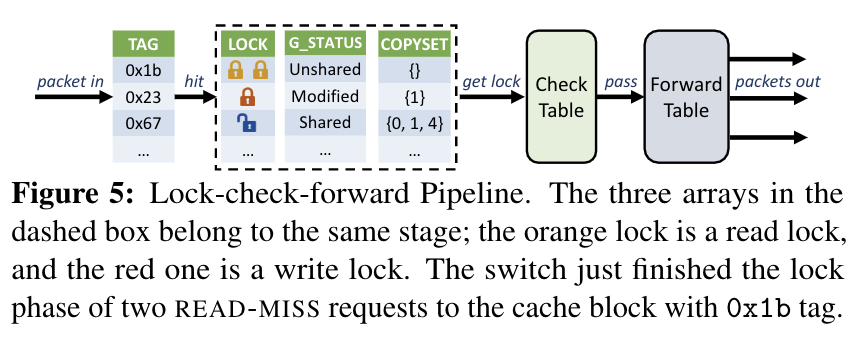 TAG LOCK G_STATUS COPYSET
packet in 0x1b hit Unshared {} get lock Check Table pass Forward Table packets out
0x23 Modified {1}
0x67 Shared {0, 1, 4}
... ... ... ...
Figure 5: Lock-check-forward Pipeline. The three arrays in the
dashed box belong to the same stage; the orange lock is a read lock,
and the red one is a write lock. The switch just finished the lock
phase of two READ-MISS requests to the cache block with 0x1b tag.